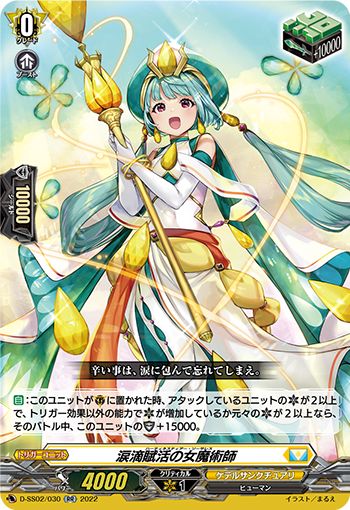 0
グレード
ブースト
+10000
10000
シールド
辛い事は、涙に包んで忘れてしまえ。
自:このユニットがGに置かれた時、アタックしているユニットの★が2以上で、トリガー効果以外の能力で★が増加しているか元々の★が2以上なら、そのバトル中、このユニットの+15000。
トリガーユニット
涙滴賦活の女魔術師
D-SS02/030 RR 2022
パワー 4000
クリティカル
★1
ケテルサンクチュアリ
ヒューマン
イラスト/まるえ